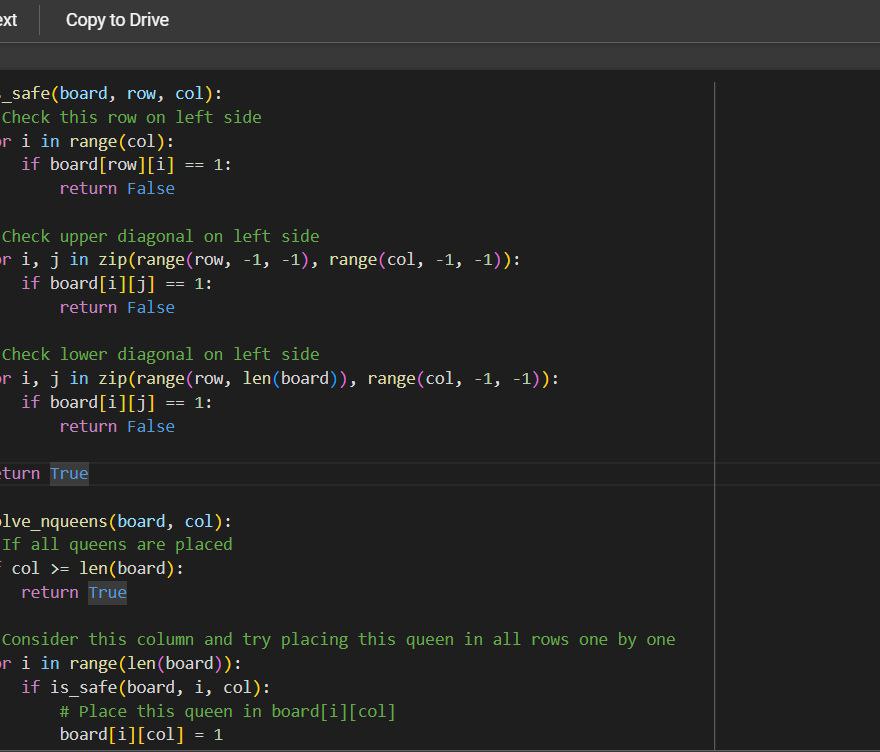 ext Copy to Drive
s_safe(board, row, col):
Check this row on left side
or i in range(col):
if board[row][i] == 1:
return False
Check upper diagonal on left side
or i, j in zip(range(row, -1, -1), range(col, -1, -1)):
if board[i][j] == 1:
return False
Check lower diagonal on left side
or i, j in zip(range(row, len(board)), range(col, -1, -1)):
if board[i][j] == 1:
return False
eturn True
olve_nqueens(board, col):
If all queens are placed
f col >= len(board):
return True
Consider this column and try placing this queen in all rows one by one
or i in range(len(board)):
if is_safe(board, i, col):
# Place this queen in board[i][col]
board[i][col] = 1